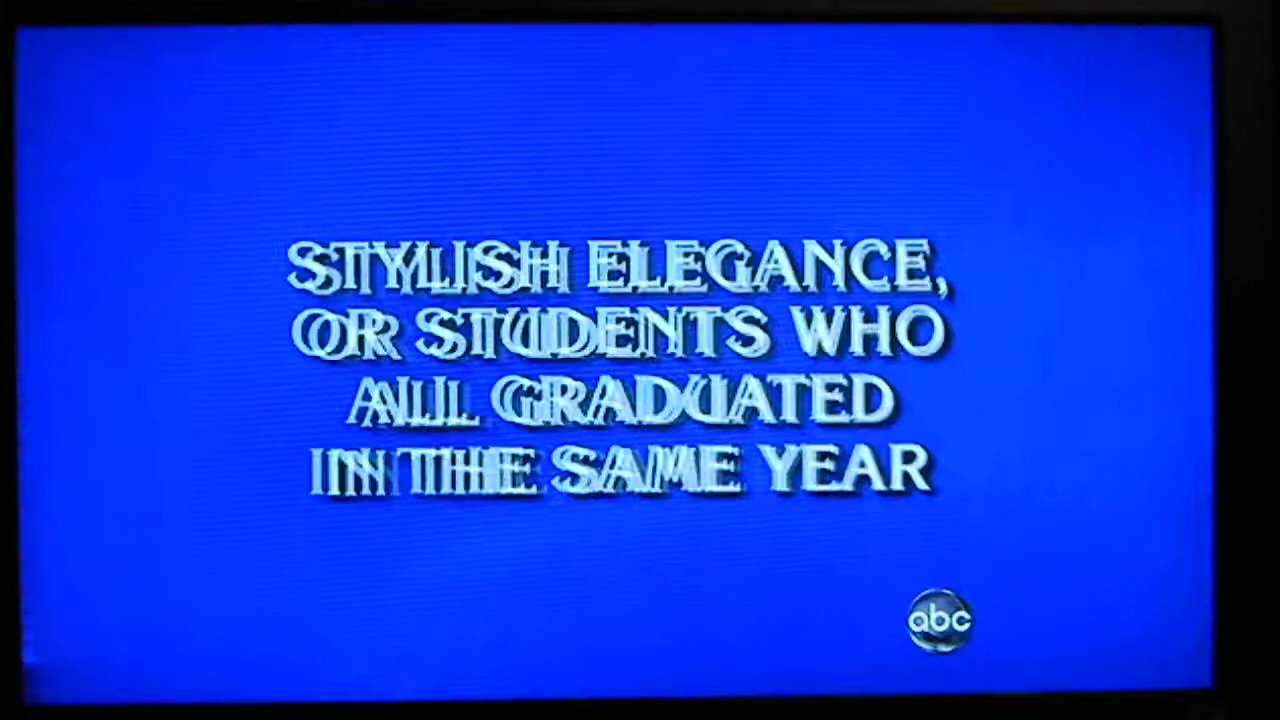 STYLISH ELEGANCE,
OR STUDENTS WHO
ALL GRADUATED
IN THE SAME YEAR
abc